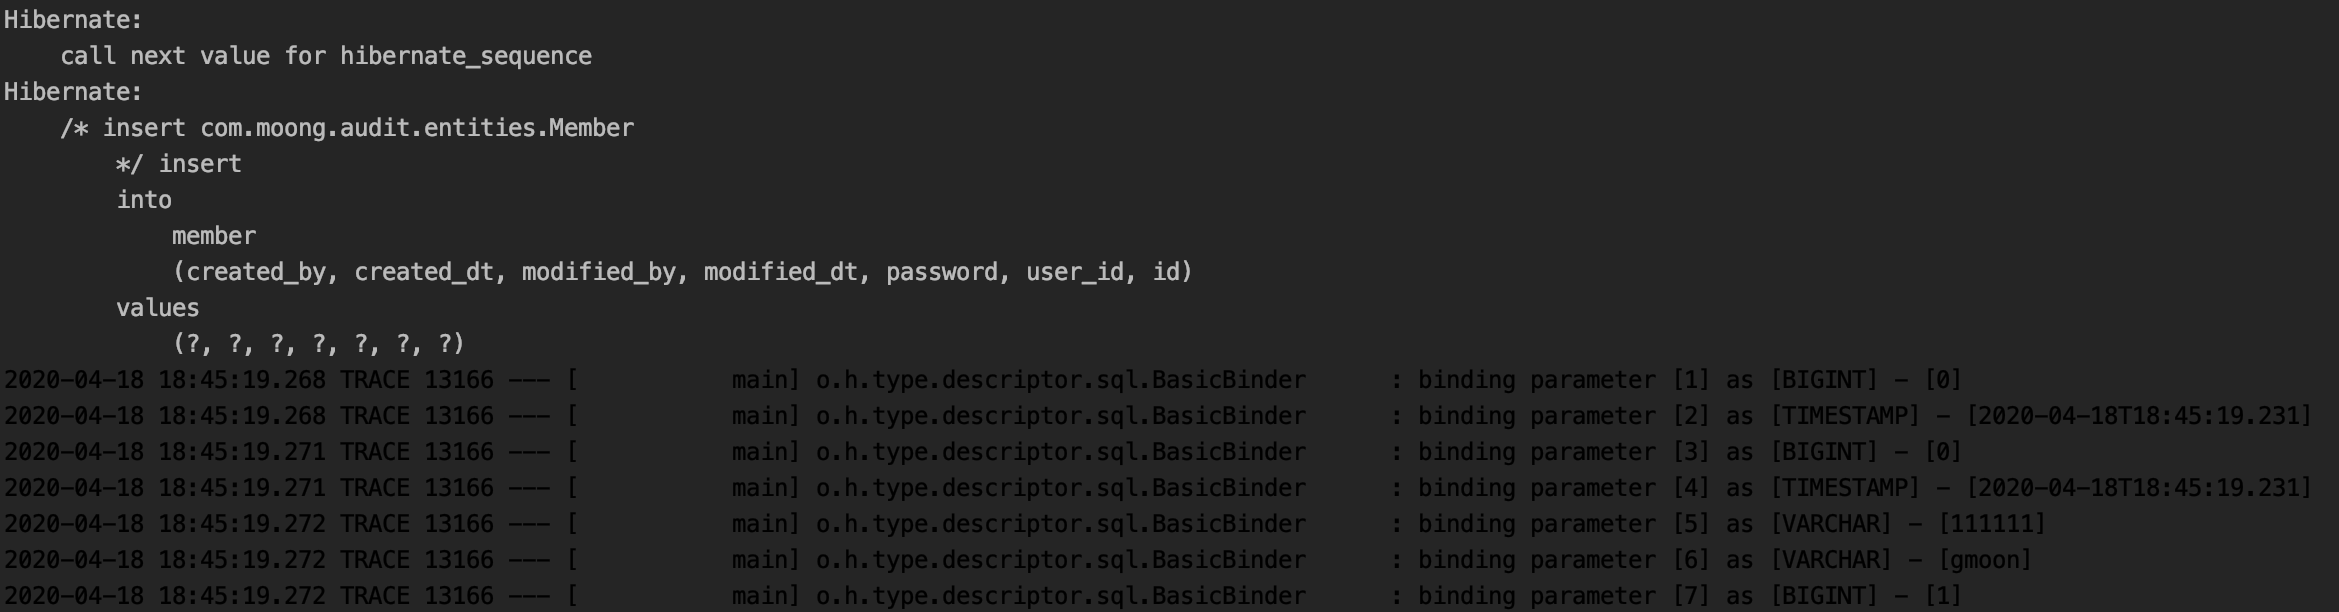 Hibernate:
    call next value for hibernate_sequence
Hibernate:
    /* insert com.moong.audit.entities.Member
        */ insert
        into
            member
            (created_by, created_dt, modified_by, modified_dt, password, user_id, id)
        values
            (?, ?, ?, ?, ?, ?, ?)
2020-04-18 18:45:19.268 TRACE 13166 --- [           main] o.h.type.descriptor.sql.BasicBinder      : binding parameter [1] as [BIGINT] - [0]
2020-04-18 18:45:19.268 TRACE 13166 --- [           main] o.h.type.descriptor.sql.BasicBinder      : binding parameter [2] as [TIMESTAMP] - [2020-04-18T18:45:19.231]
2020-04-18 18:45:19.271 TRACE 13166 --- [           main] o.h.type.descriptor.sql.BasicBinder      : binding parameter [3] as [BIGINT] - [0]
2020-04-18 18:45:19.271 TRACE 13166 --- [           main] o.h.type.descriptor.sql.BasicBinder      : binding parameter [4] as [TIMESTAMP] - [2020-04-18T18:45:19.231]
2020-04-18 18:45:19.272 TRACE 13166 --- [           main] o.h.type.descriptor.sql.BasicBinder      : binding parameter [5] as [VARCHAR] - [111111]
2020-04-18 18:45:19.272 TRACE 13166 --- [           main] o.h.type.descriptor.sql.BasicBinder      : binding parameter [6] as [VARCHAR] - [gmoon]
2020-04-18 18:45:19.272 TRACE 13166 --- [           main] o.h.type.descriptor.sql.BasicBinder      : binding parameter [7] as [BIGINT] - [1]